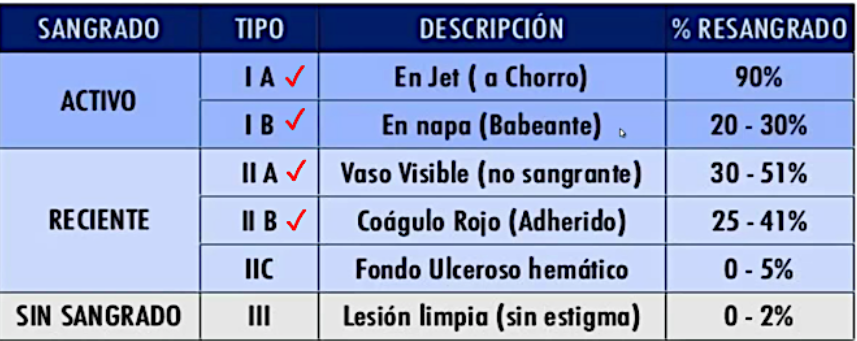 SANGRADO TIPO DESCRIPCIÓN % RESANGRADO
ACTIVO I A ✓ En Jet ( a Chorro) 90%
I B ✓ En napa (Babeante) 20 - 30%
RECIENTE II A ✓ Vaso Visible (no sangrante) 30 - 51%
II B ✓ Coágulo Rojo (Adherido) 25 - 41%
IIC Fondo Ulceroso hemático 0 - 5%
SIN SANGRADO III Lesión limpia (sin estigma) 0 - 2%